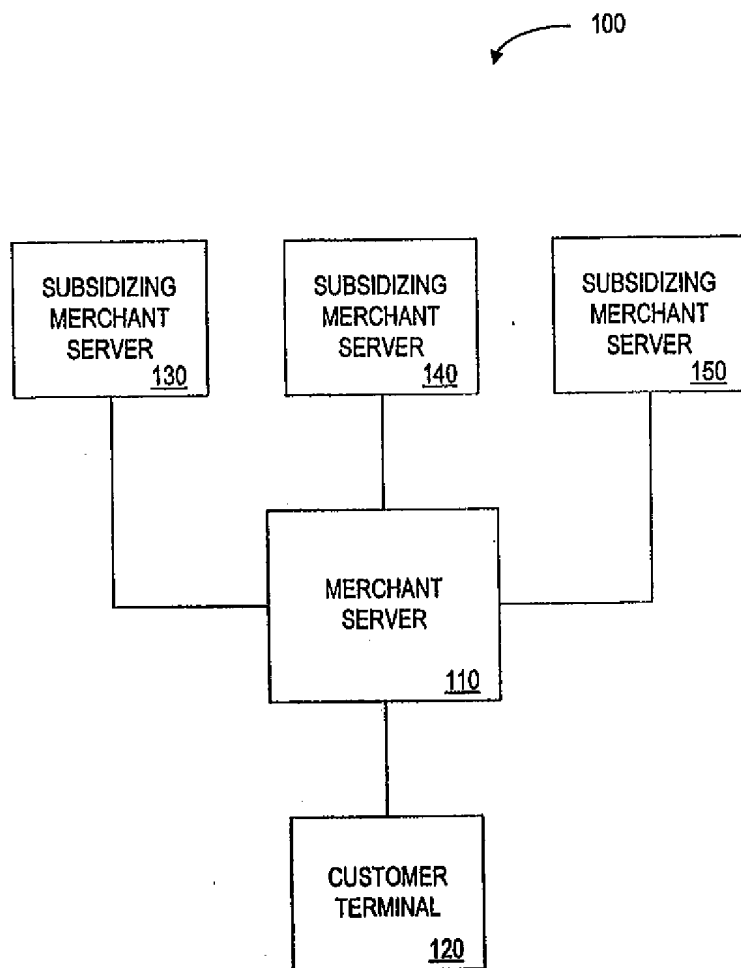 100
SUBSIDIZING
MERCHANT
SERVER
130
SUBSIDIZING
MERCHANT
SERVER
140
SUBSIDIZING
MERCHANT
SERVER
150
MERCHANT
SERVER
110
CUSTOMER
TERMINAL
120